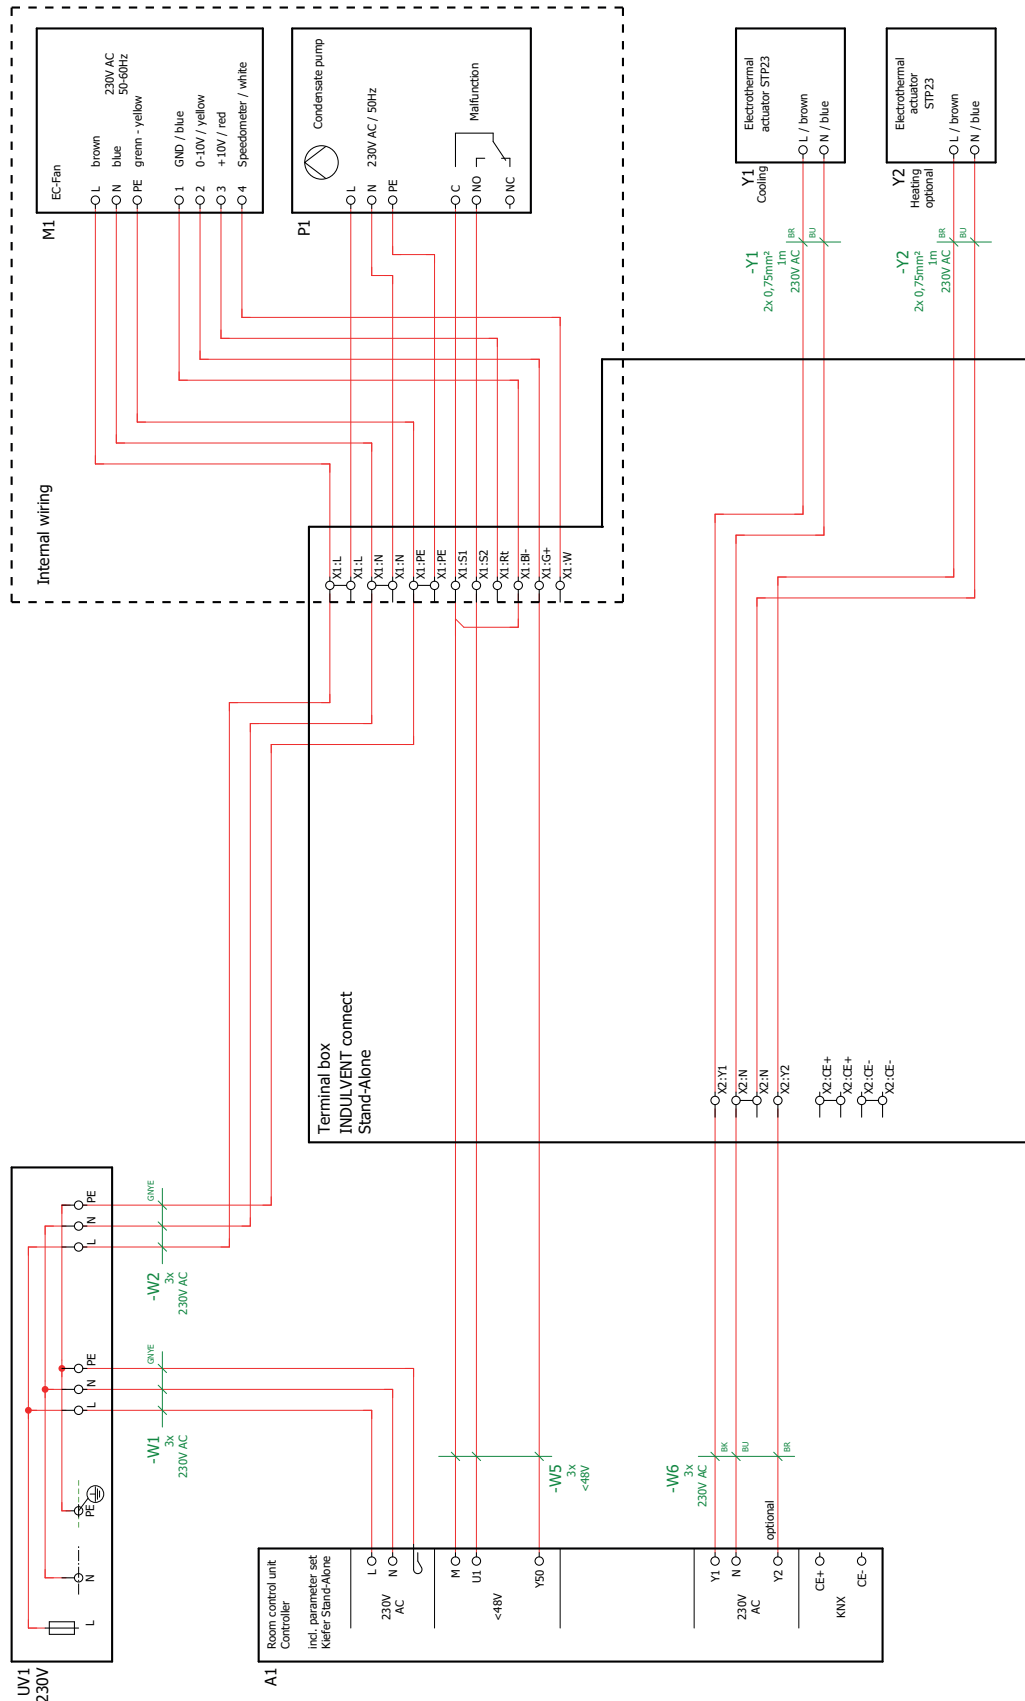 Internal wiring
M1
EC-Fan
230V AC
50-60Hz
L brown
N blue
PE grenn - yellow
1 GND / blue
2 0-10V / yellow
3 +10V / red
4 Speedometer / white
P1
Condensate pump
230V AC / 50Hz
L
N
PE
Malfunction
C
NO
NC
Y1
Cooling
Electrothermal
actuator STP23
L / brown
N / blue
Y2
Heating
optional
Electrothermal
actuator
STP23
L / brown
N / blue
-Y1
2x 0,75mm²
1m
230V AC
BR
BU
-Y2
2x 0,75mm²
1m
230V AC
BR
BU
X1:L
X1:L
X1:N
X1:N
X1:PE
X1:PE
X1:S1
X1:S2
X1:Rt
X1:Bl-
X1:G+
X1:W
Terminal box
INDULVENT connect
Stand-Alone
X2:Y1
X2:N
X2:N
X2:Y2
X2:CE+
X2:CE+
X2:CE-
X2:CE-
UV1
230V
L
N
PE
L
N
PE
L
N
PE
-W1
3x
230V AC
GNYE
-W2
3x
230V AC
GNYE
-W5
3x
<48V
-W6
3x
230V AC
BK
BU
BR
A1
Room control unit
Controller
incl. parameter set
Kiefer Stand-Alone
230V
AC
L
N
<48V
M
U1
Y50
230V
AC
Y1
N
Y2
optional
KNX
CE+
CE-